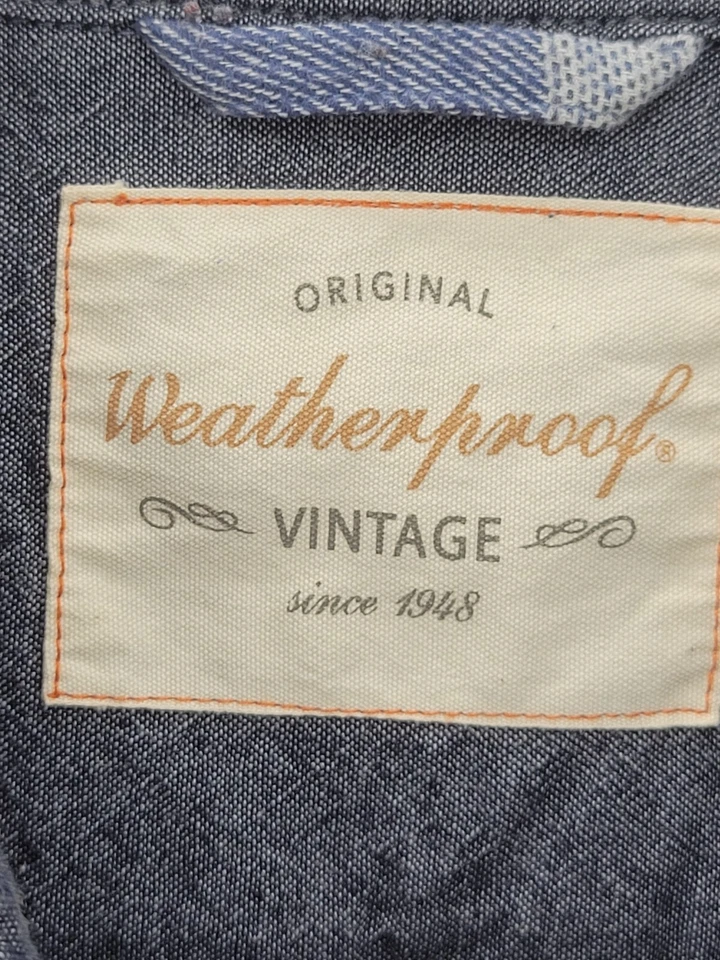 ORIGINAL
Weatherproof®
VINTAGE
since 1948